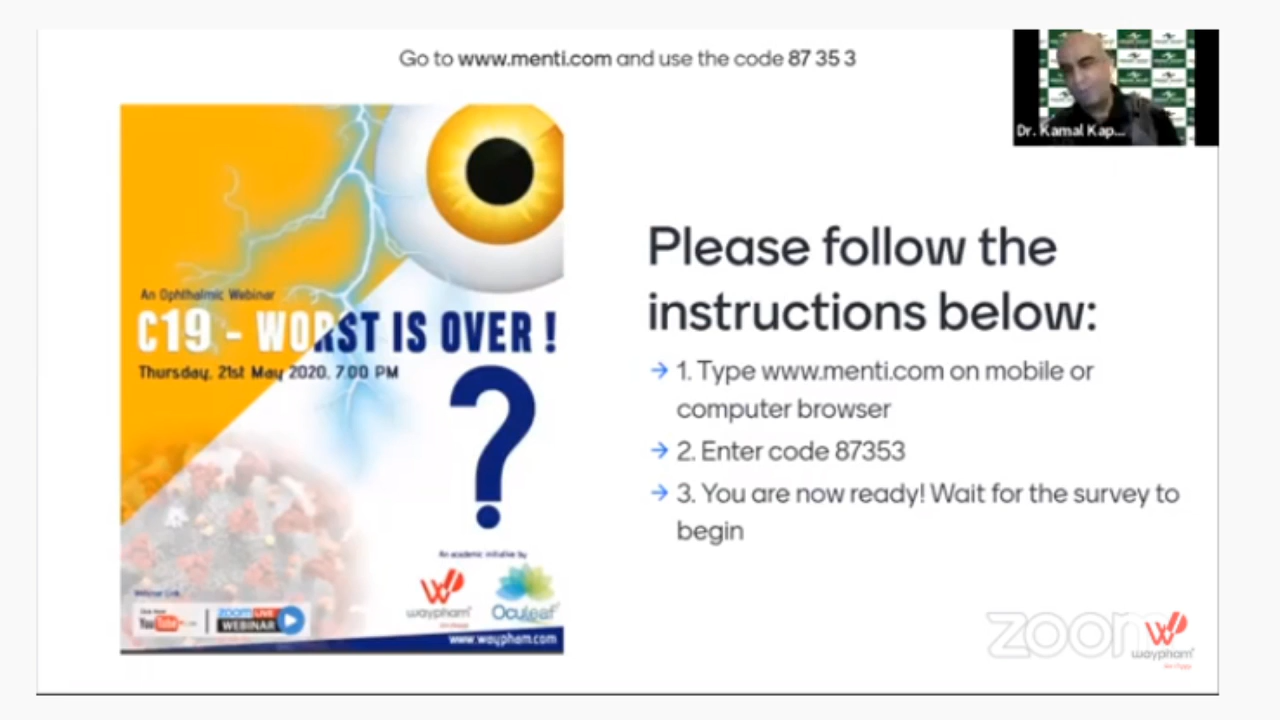 Go to www.menti.com and use the code 87 35 3
Dr. Kamal Kap...
An Ophthalmic Webinar
C19 - WORST IS OVER !
Thursday, 21st May 2020, 7.00 PM
?
An academic initiative by
waypham
Oculeaf
Webinar Link
YouTube
ZOOM LIVE
WEBINAR
www.waypham.com
Please follow the
instructions below:
→ 1. Type www.menti.com on mobile or
computer browser
→ 2. Enter code 87353
→ 3. You are now ready! Wait for the survey to
begin
zoom
waypham